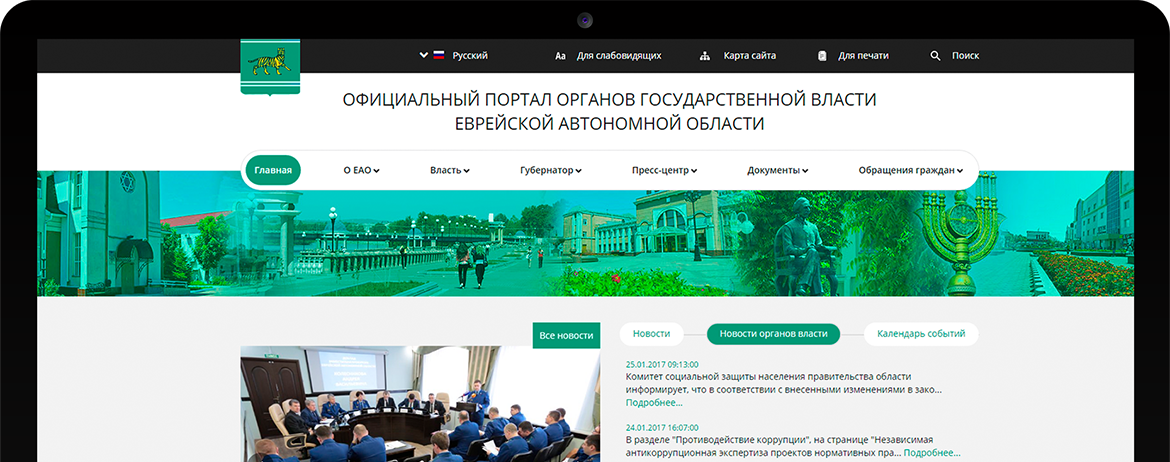 Русский
Аа Для слабовидящих
Карта сайта
Для печати
Поиск
ОФИЦИАЛЬНЫЙ ПОРТАЛ ОРГАНОВ ГОСУДАРСТВЕННОЙ ВЛАСТИ
ЕВРЕЙСКОЙ АВТОНОМНОЙ ОБЛАСТИ
Главная
О ЕАО
Власть
Губернатор
Пресс-центр
Документы
Обращения граждан
Все новости
Новости
Новости органов власти
Календарь событий
25.01.2017 09:13:00
Комитет социальной защиты населения правительства области
информирует, что в соответствии с внесенными изменениями в зако...
Подробнее...
24.01.2017 16:07:00
В разделе "Противодействие коррупции", на странице "Независимая
антикоррупционная экспертиза проектов нормативных пра... Подробнее...